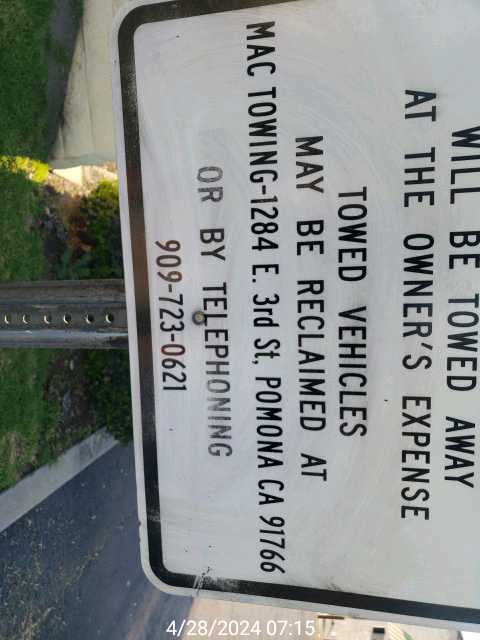 WILL BE TOWED AWAY
AT THE OWNER'S EXPENSE
TOWED VEHICLES
MAY BE RECLAIMED AT
MAC TOWING-1284 E. 3rd St, POMONA CA 91766
OR BY TELEPHONING
909-723-0621
4/28/2024 07:15